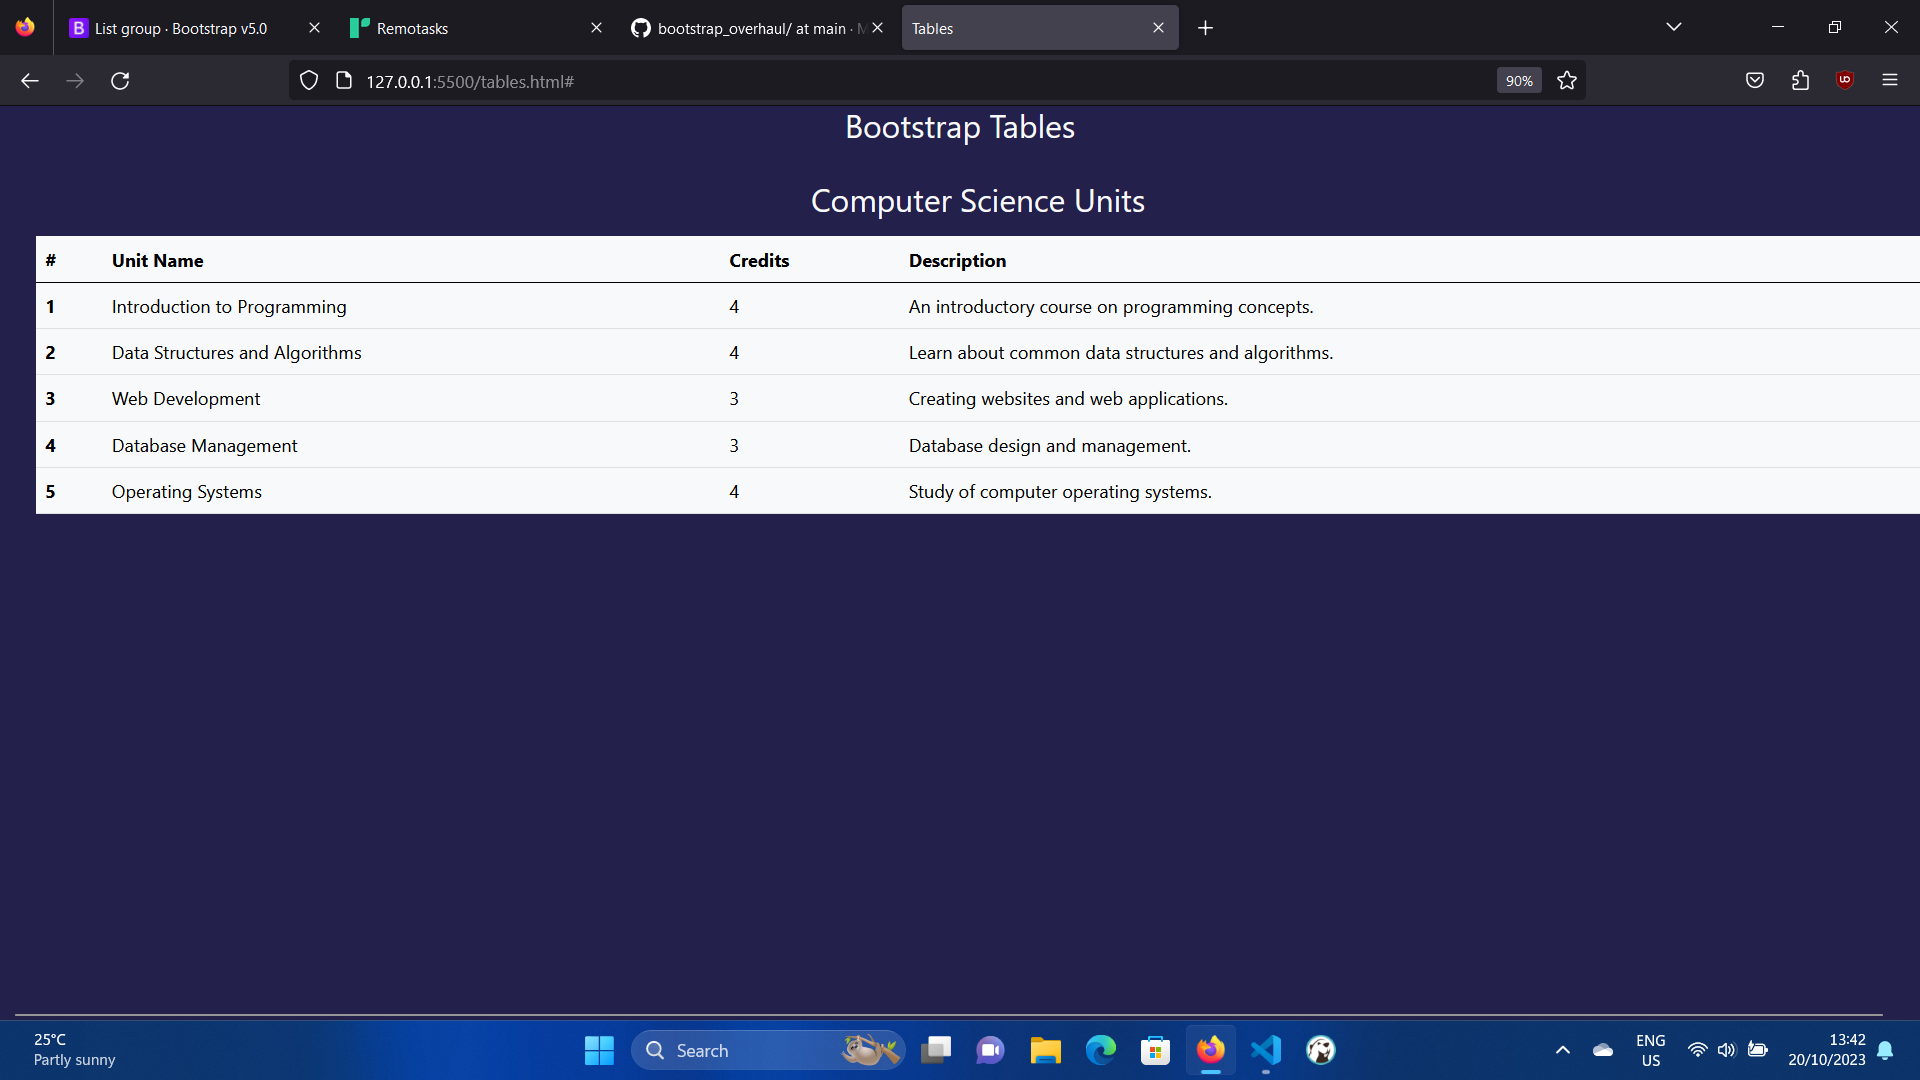 List group · Bootstrap v5.0
Remotasks
bootstrap_overhaul/ at main ·
Tables
127.0.0.1:5500/tables.html#
90%
Bootstrap Tables
Computer Science Units
# Unit Name Credits Description
1 Introduction to Programming 4 An introductory course on programming concepts.
2 Data Structures and Algorithms 4 Learn about common data structures and algorithms.
3 Web Development 3 Creating websites and web applications.
4 Database Management 3 Database design and management.
5 Operating Systems 4 Study of computer operating systems.
25°C
Partly sunny
Search
ENG
US
13:42
20/10/2023